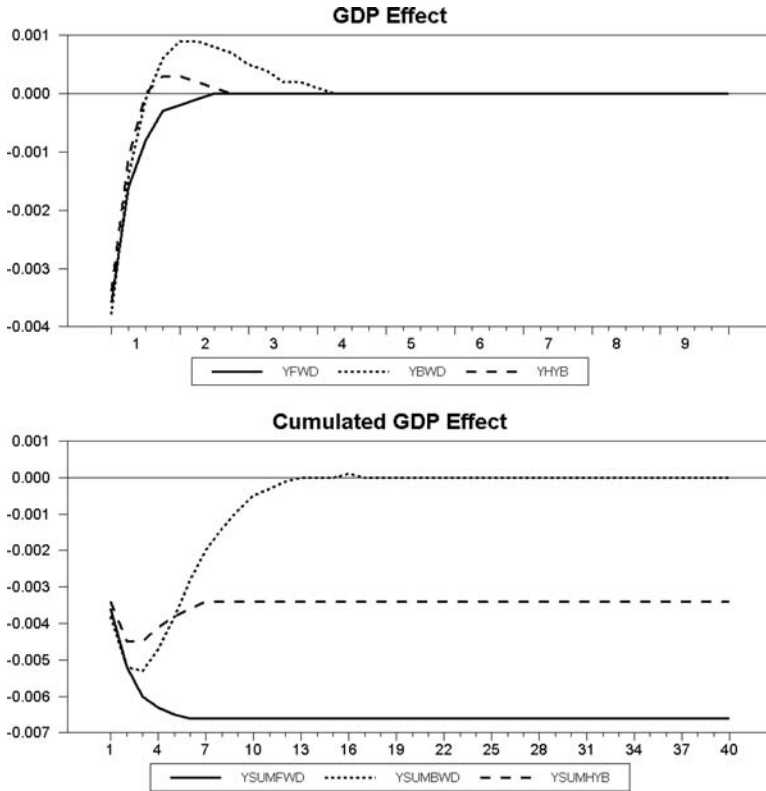 GDP Effect
0.001
0.000
-0.001
-0.002
-0.003
-0.004
1 2 3 4 5 6 7 8 9
YFWD YBWD YHYB
Cumulated GDP Effect
0.001
0.000
-0.001
-0.002
-0.003
-0.004
-0.005
-0.006
-0.007
1 4 7 10 13 16 19 22 25 28 31 34 37 40
YSUMFWD YSUMBWD YSUMHYB